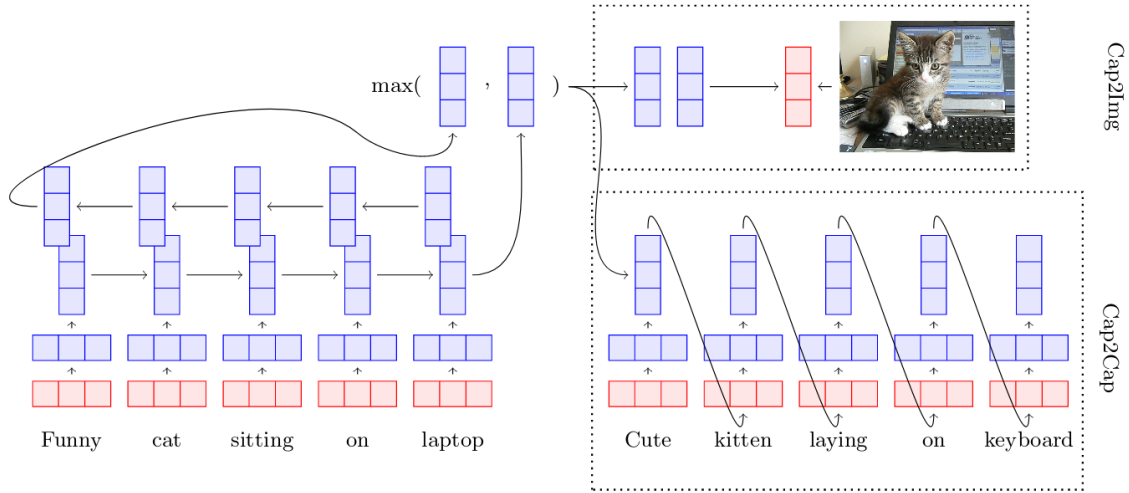 max( , )
Cap2Img
Funny cat sitting on laptop
Cute kitten laying on keyboard
Cap2Cap